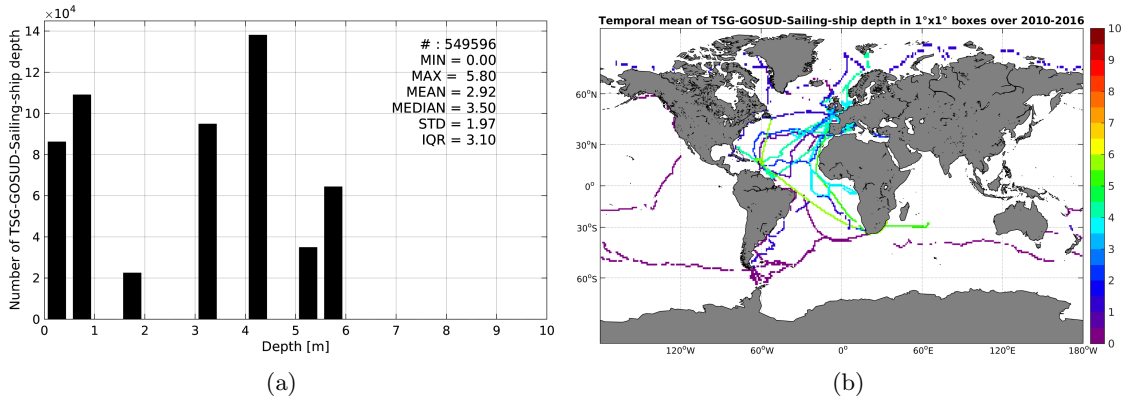 ×10⁴
14
12
10
8
6
4
2
0
Number of TSG-GOSUD-Sailing-ship depth
# : 549596
MIN = 0.00
MAX = 5.80
MEAN = 2.92
MEDIAN = 3.50
STD = 1.97
IQR = 3.10
0 1 2 3 4 5 6 7 8 9 10
Depth [m]
(a)
Temporal mean of TSG-GOSUD-Sailing-ship depth in 1°x1° boxes over 2010-2016
60°N
30°N
0°
30°S
60°S
120°W 60°W 0° 60°E 120°E 180°W
10
9
8
7
6
5
4
3
2
1
0
(b)